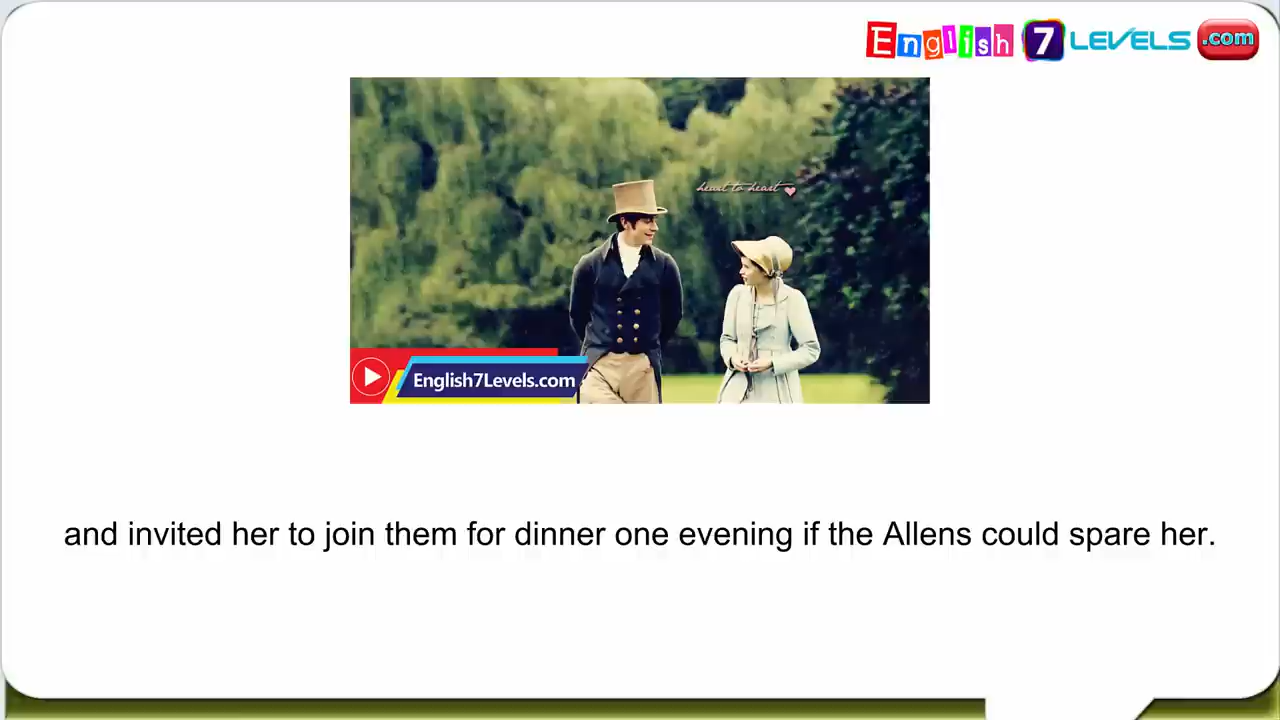 English 7 LEVELS .com
heart to heart
English7Levels.com
and invited her to join them for dinner one evening if the Allens could spare her.